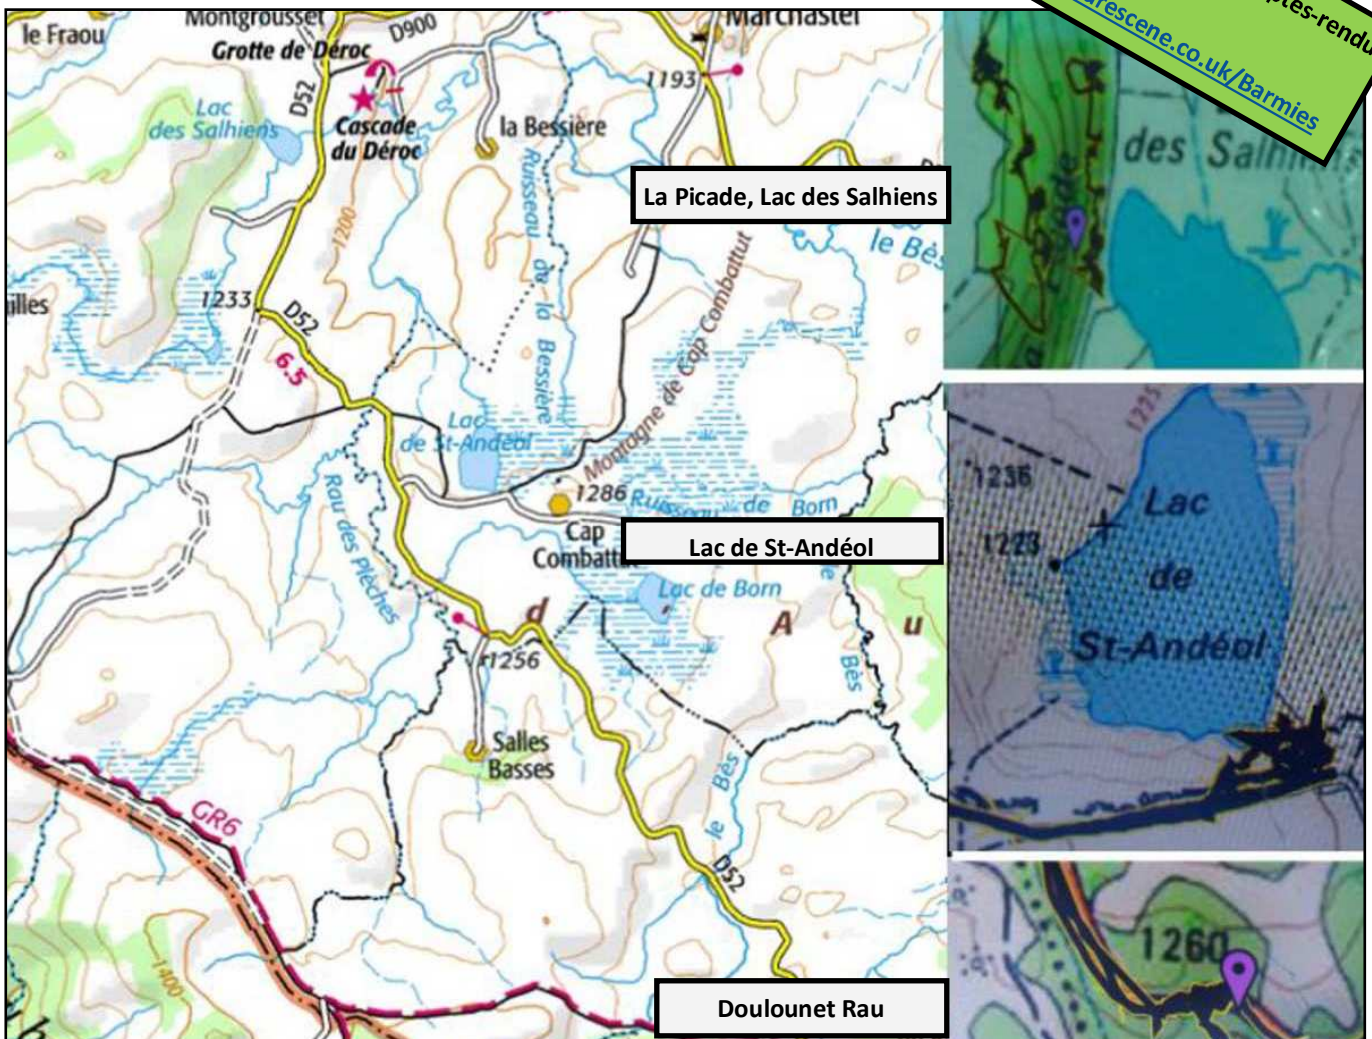 ptes-rendu
rescene.co.uk/Barmies
le Fraou
Montgrousset
D900
Marchastel
Grotte de Déroc
1193
D52
Lac
des Salhiens
Cascade
du Déroc
la Bessière
Ruisseau de la Bessière
1200
La Picade, Lac des Salhiens
des Salhiens
le Bès
1233
D52
6.5
Montagne de Cap Combattut
Lac
de St-Andéol
Rau des Plèches
1286
Ruisseau de Born
Cap
Combattut
Lac de St-Andéol
Lac de Born
1225
1236
1223
Lac
de
St-Andéol
d A u
1256
Bès
Salles
Basses
le Bès
GR6
D52
1400
1260
Doulounet Rau